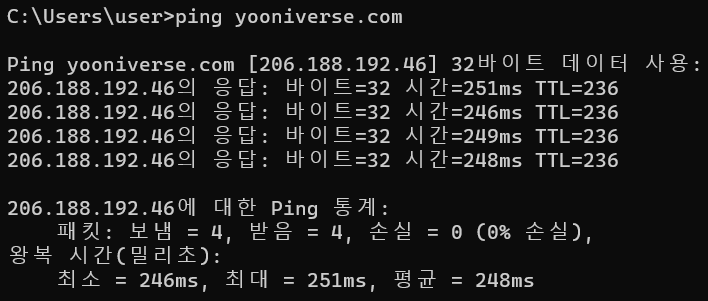 C:\Users\user>ping yooniverse.com
Ping yooniverse.com [206.188.192.46] 32바이트 데이터 사용:
206.188.192.46의 응답: 바이트=32 시간=251ms TTL=236
206.188.192.46의 응답: 바이트=32 시간=246ms TTL=236
206.188.192.46의 응답: 바이트=32 시간=249ms TTL=236
206.188.192.46의 응답: 바이트=32 시간=248ms TTL=236
206.188.192.46에 대한 Ping 통계:
패킷: 보냄 = 4, 받음 = 4, 손실 = 0 (0% 손실),
왕복 시간(밀리초):
최소 = 246ms, 최대 = 251ms, 평균 = 248ms